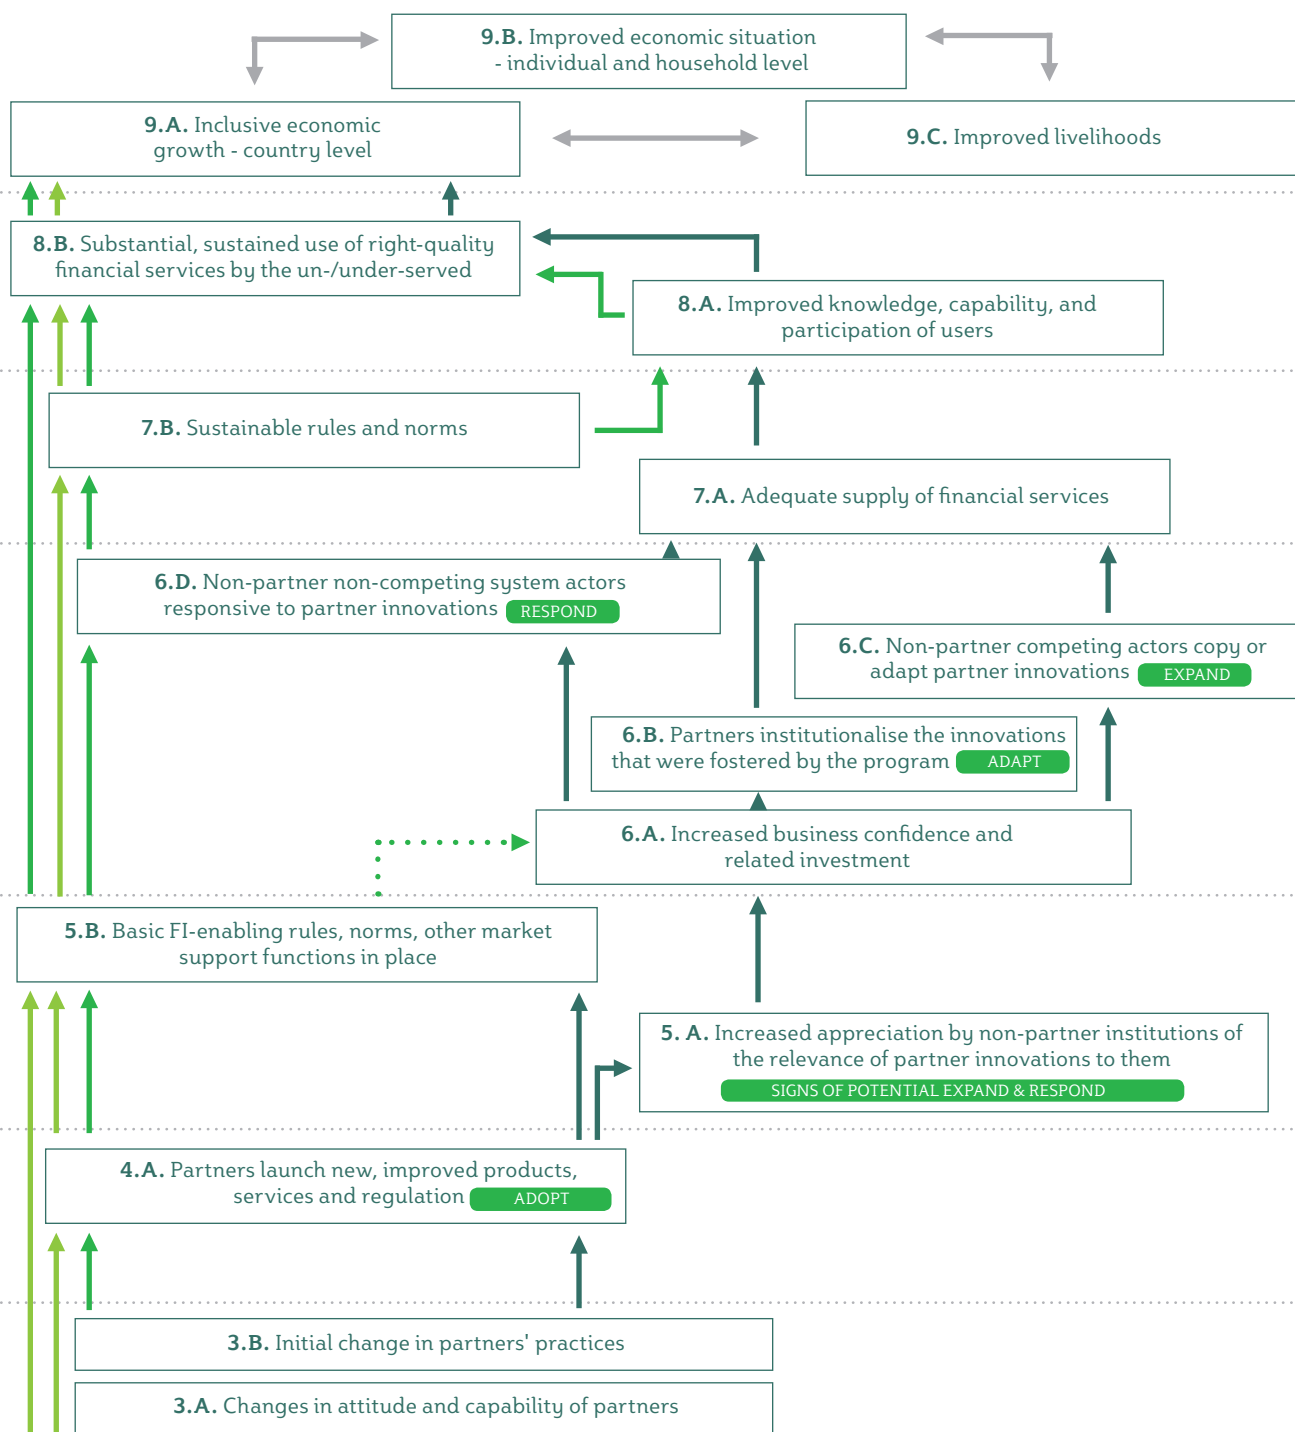 9.B. Improved economic situation
- individual and household level
9.A. Inclusive economic
growth - country level
9.C. Improved livelihoods
8.B. Substantial, sustained use of right-quality
financial services by the un-/under-served
8.A. Improved knowledge, capability, and
participation of users
7.B. Sustainable rules and norms
7.A. Adequate supply of financial services
6.D. Non-partner non-competing system actors
responsive to partner innovations RESPOND
6.C. Non-partner competing actors copy or
adapt partner innovations EXPAND
6.B. Partners institutionalise the innovations
that were fostered by the program ADAPT
6.A. Increased business confidence and
related investment
5.B. Basic FI-enabling rules, norms, other market
support functions in place
5. A. Increased appreciation by non-partner institutions of
the relevance of partner innovations to them
SIGNS OF POTENTIAL EXPAND & RESPOND
4.A. Partners launch new, improved products,
services and regulation ADOPT
3.B. Initial change in partners' practices
3.A. Changes in attitude and capability of partners